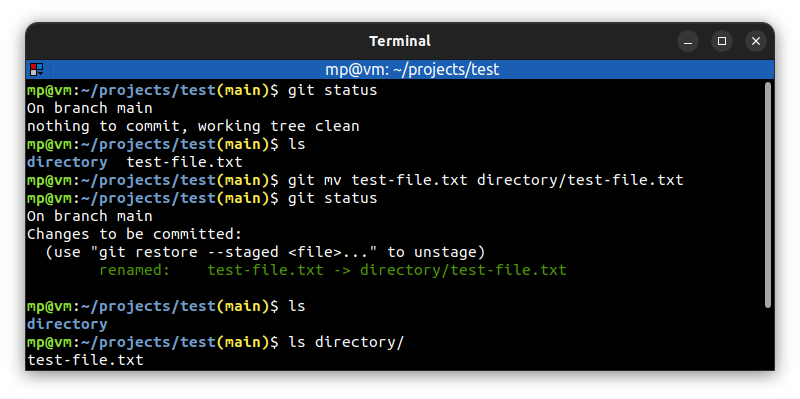 Terminal
mp@vm: ~/projects/test
mp@vm:~/projects/test(main)$ git status
On branch main
nothing to commit, working tree clean
mp@vm:~/projects/test(main)$ ls
directory  test-file.txt
mp@vm:~/projects/test(main)$ git mv test-file.txt directory/test-file.txt
mp@vm:~/projects/test(main)$ git status
On branch main
Changes to be committed:
  (use "git restore --staged <file>..." to unstage)
        renamed:    test-file.txt -> directory/test-file.txt
mp@vm:~/projects/test(main)$ ls
directory
mp@vm:~/projects/test(main)$ ls directory/
test-file.txt